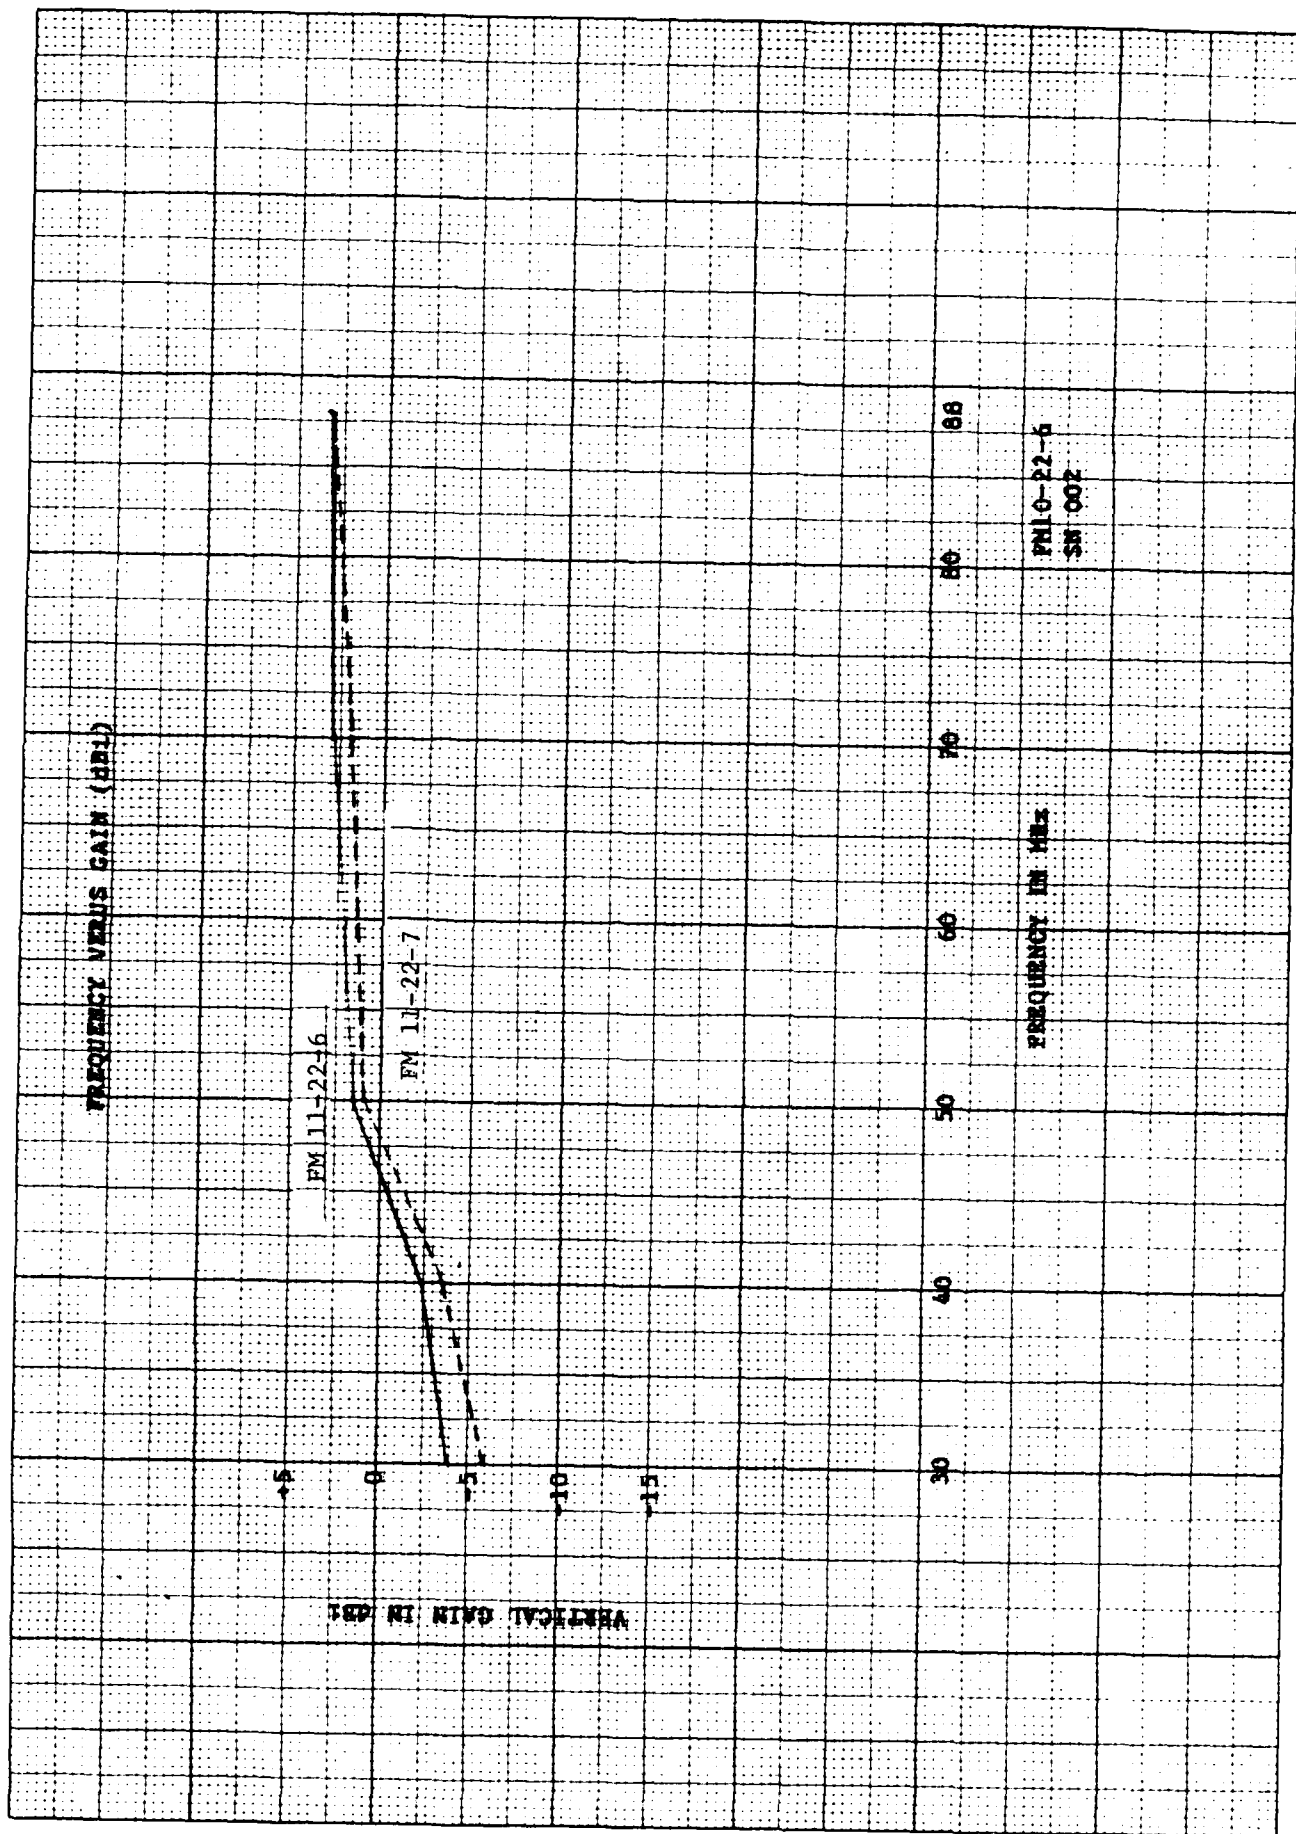 FREQUENCY VERUS GAIN (dBi)
VERTICAL GAIN IN dBi
+5
0
-5
-10
-15
FM 11-22-6
FM 11-22-7
30
40
50
60
70
80
88
FREQUENCY IN MHz
FM10-22-6
SN 002